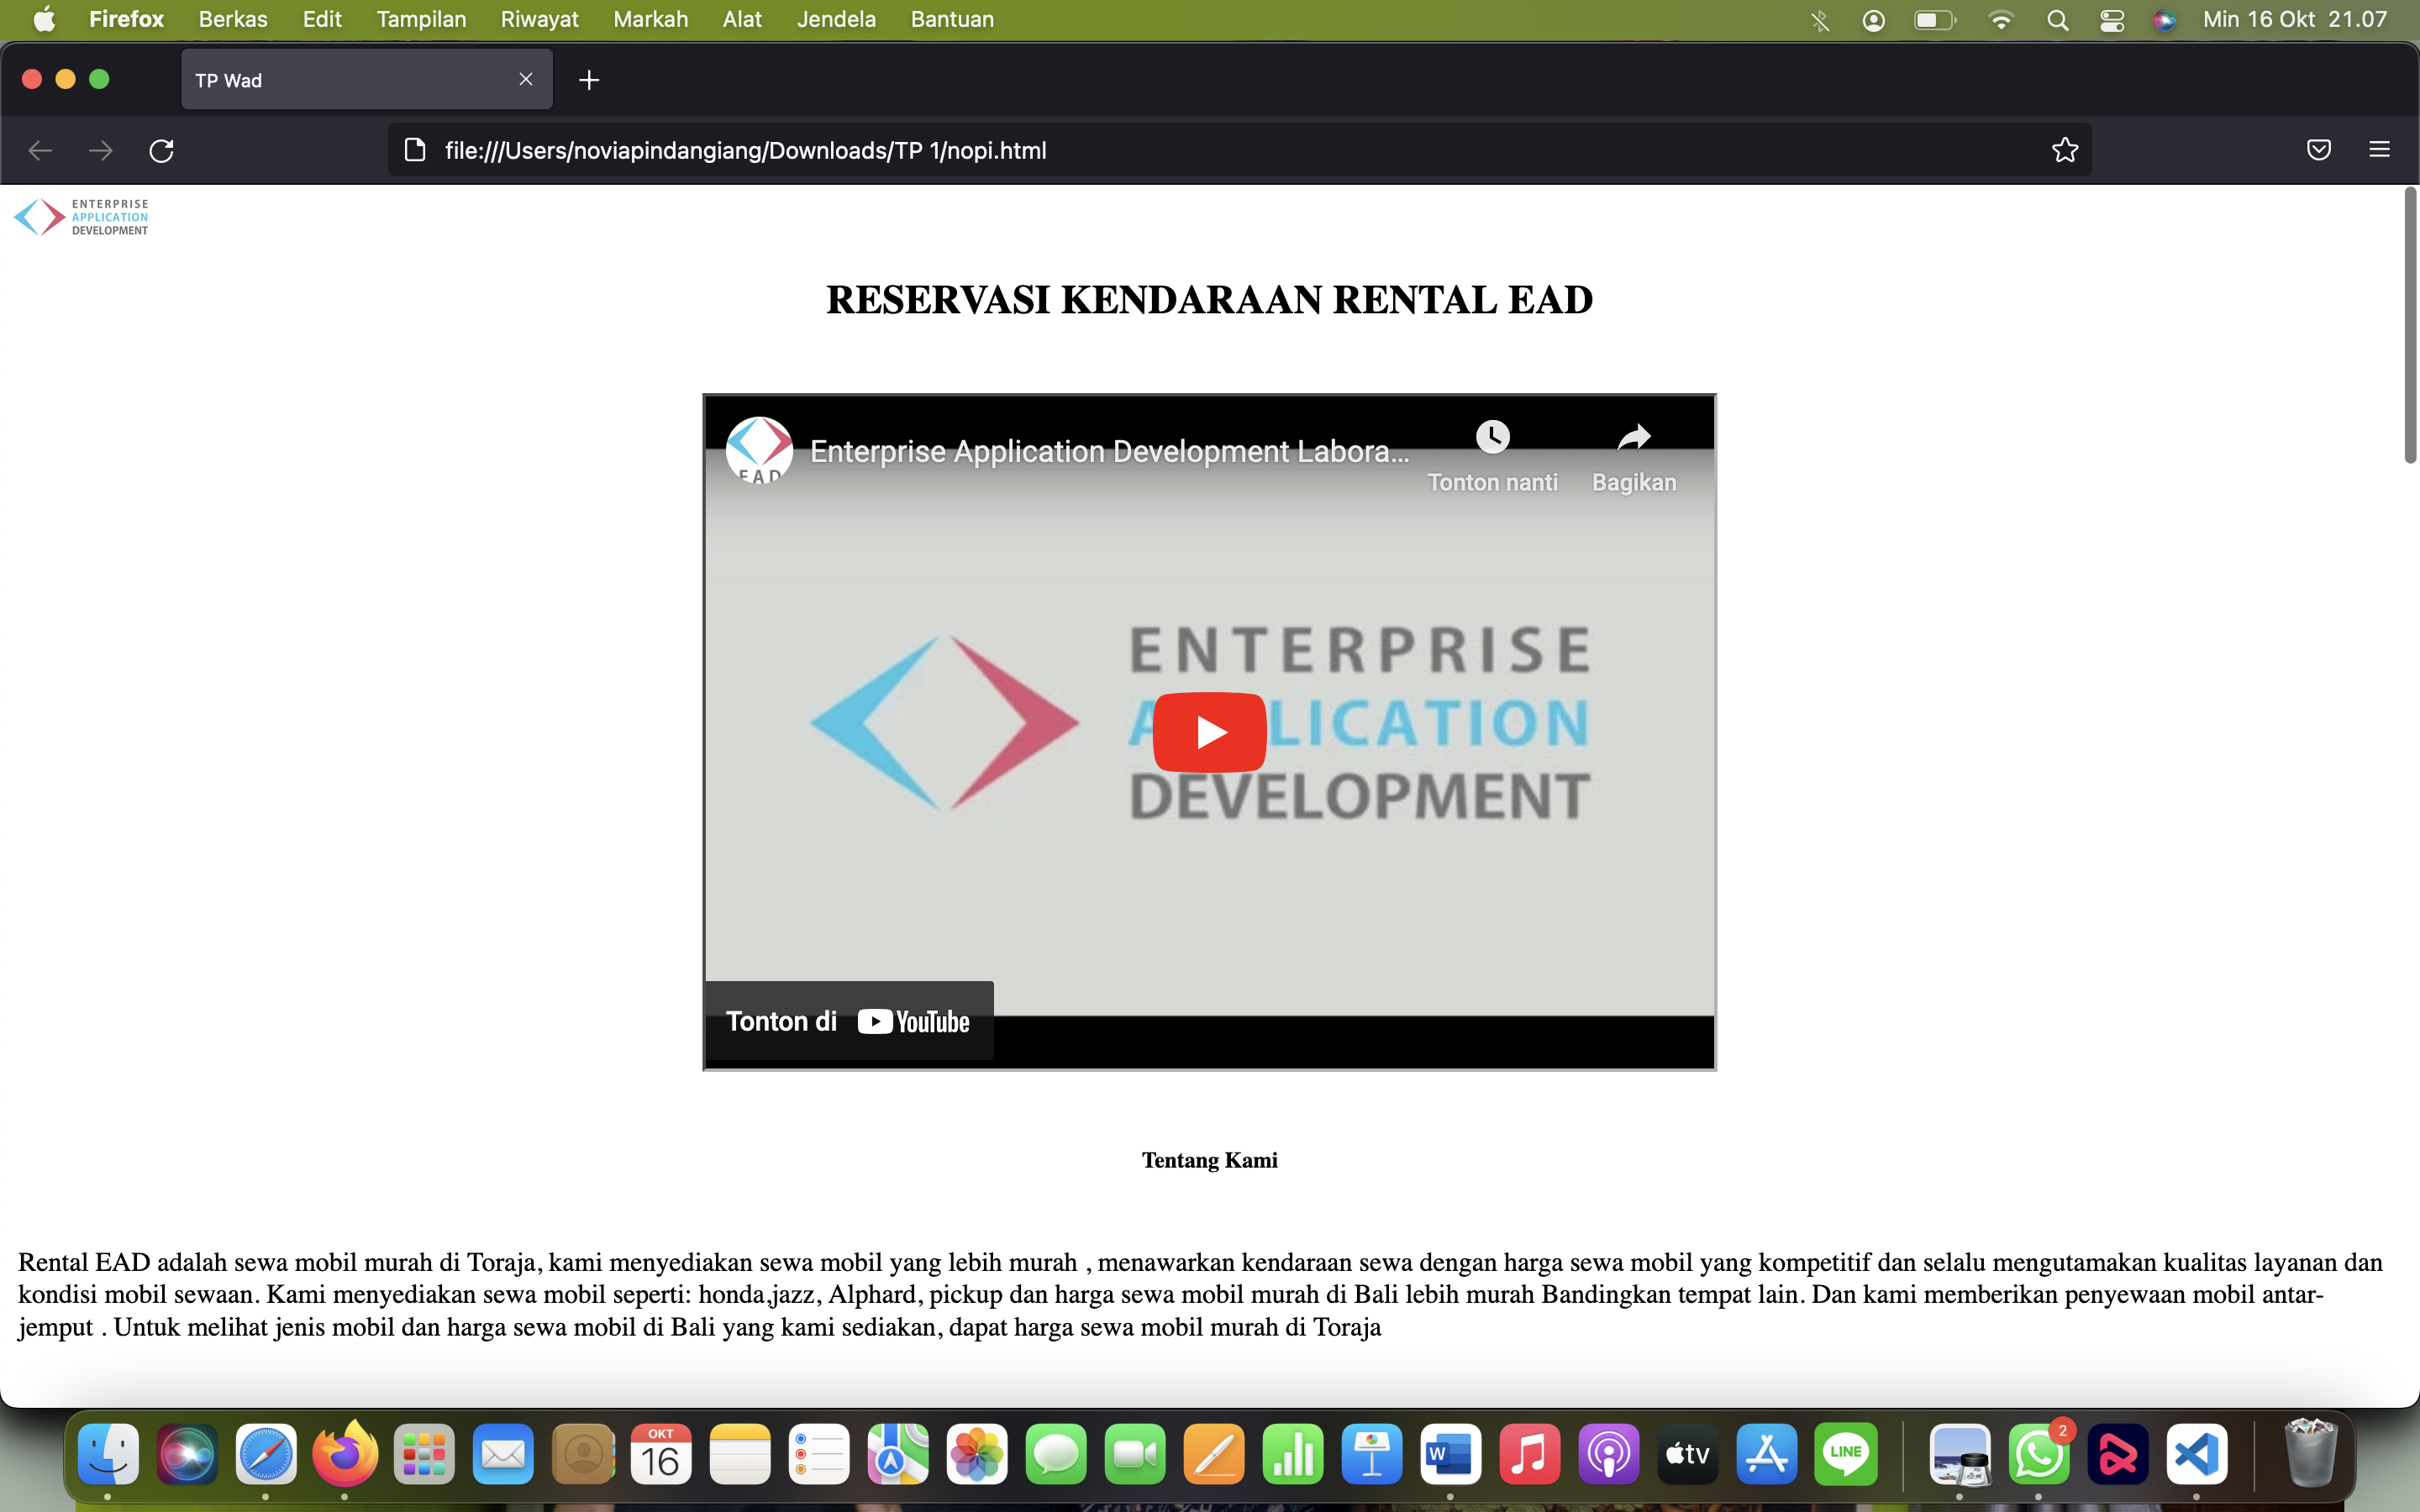 Firefox Berkas Edit Tampilan Riwayat Markah Alat Jendela Bantuan Min 16 Okt 21.07
TP Wad
file:///Users/noviapindangiang/Downloads/TP 1/nopi.html
ENTERPRISE
APPLICATION
DEVELOPMENT
RESERVASI KENDARAAN RENTAL EAD
EAD
Enterprise Application Development Labora...
Tonton nanti
Bagikan
ENTERPRISE
APPLICATION
DEVELOPMENT
Tonton di YouTube
Tentang Kami
Rental EAD adalah sewa mobil murah di Toraja, kami menyediakan sewa mobil yang lebih murah , menawarkan kendaraan sewa dengan harga sewa mobil yang kompetitif dan selalu mengutamakan kualitas layanan dan
kondisi mobil sewaan. Kami menyediakan sewa mobil seperti: honda,jazz, Alphard, pickup dan harga sewa mobil murah di Bali lebih murah Bandingkan tempat lain. Dan kami memberikan penyewaan mobil antar-
jemput . Untuk melihat jenis mobil dan harga sewa mobil di Bali yang kami sediakan, dapat harga sewa mobil murah di Toraja
OKT
16
W
tv
LINE
2